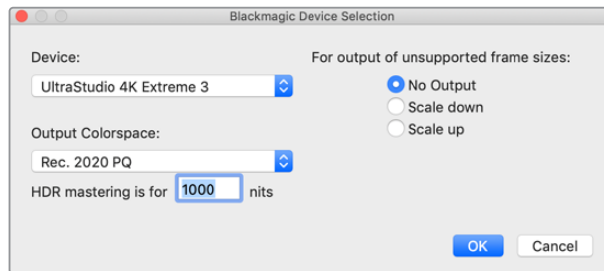 Blackmagic Device Selection
Device:
UltraStudio 4K Extreme 3
Output Colorspace:
Rec. 2020 PQ
HDR mastering is for 1000 nits
For output of unsupported frame sizes:
No Output
Scale down
Scale up
OK
Cancel